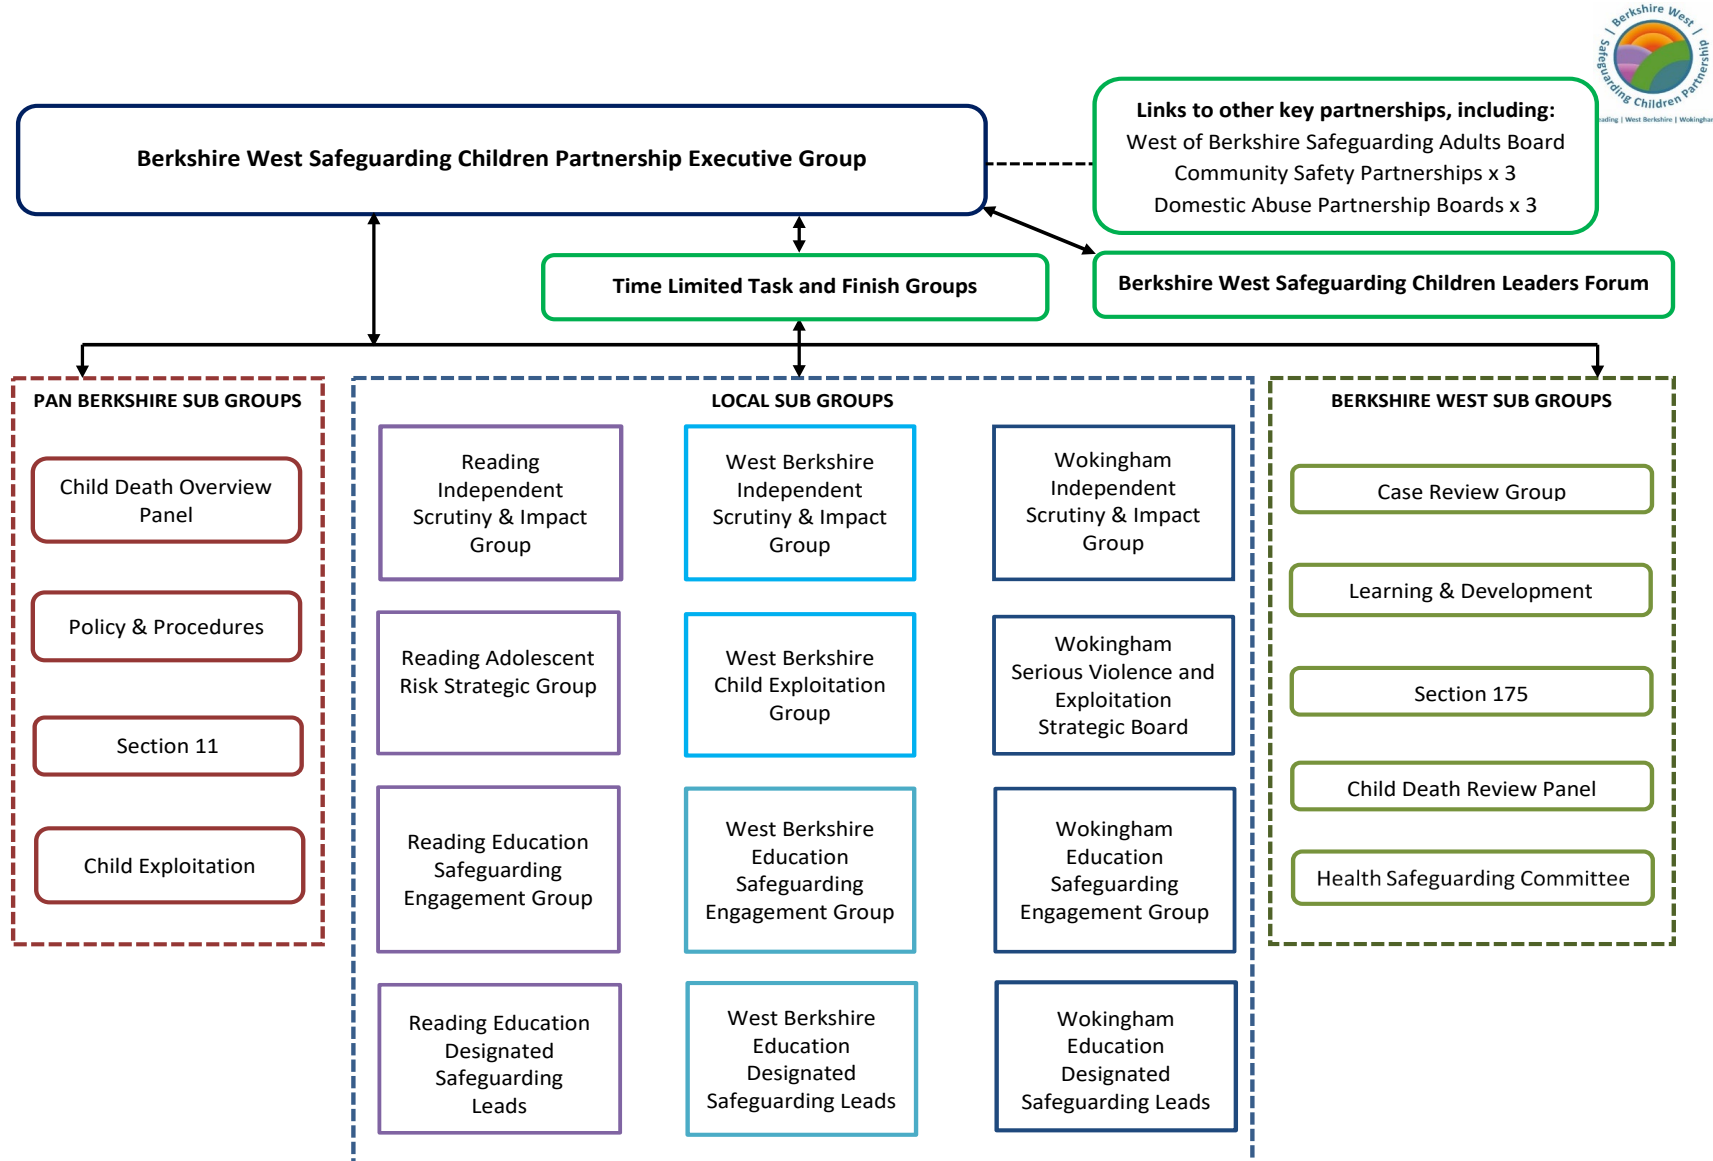 Berkshire West
Safeguarding Children Partnership
Reading | West Berkshire | Wokingham
Links to other key partnerships, including:
West of Berkshire Safeguarding Adults Board
Community Safety Partnerships x 3
Domestic Abuse Partnership Boards x 3
Berkshire West Safeguarding Children Partnership Executive Group
Time Limited Task and Finish Groups
Berkshire West Safeguarding Children Leaders Forum
PAN BERKSHIRE SUB GROUPS
Child Death Overview
Panel
Policy & Procedures
Section 11
Child Exploitation
LOCAL SUB GROUPS
Reading
Independent
Scrutiny & Impact
Group
West Berkshire
Independent
Scrutiny & Impact
Group
Wokingham
Independent
Scrutiny & Impact
Group
Reading Adolescent
Risk Strategic Group
West Berkshire
Child Exploitation
Group
Wokingham
Serious Violence and
Exploitation
Strategic Board
Reading Education
Safeguarding
Engagement Group
West Berkshire
Education
Safeguarding
Engagement Group
Wokingham
Education
Safeguarding
Engagement Group
Reading Education
Designated
Safeguarding
Leads
West Berkshire
Education
Designated
Safeguarding Leads
Wokingham
Education
Designated
Safeguarding Leads
BERKSHIRE WEST SUB GROUPS
Case Review Group
Learning & Development
Section 175
Child Death Review Panel
Health Safeguarding Committee